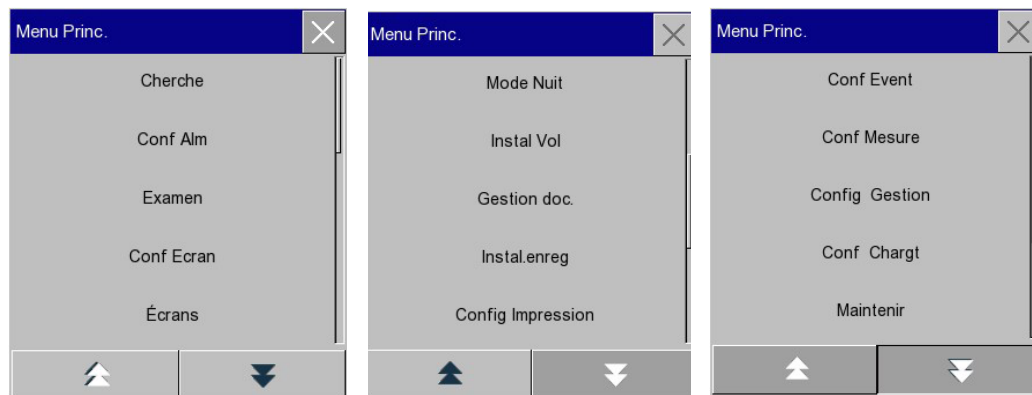 Menu Princ.
Cherche
Conf Alm
Examen
Conf Ecran
Écrans
Menu Princ.
Mode Nuit
Instal Vol
Gestion doc.
Instal.enreg
Config Impression
Menu Princ.
Conf Event
Conf Mesure
Config Gestion
Conf Chargt
Maintenir